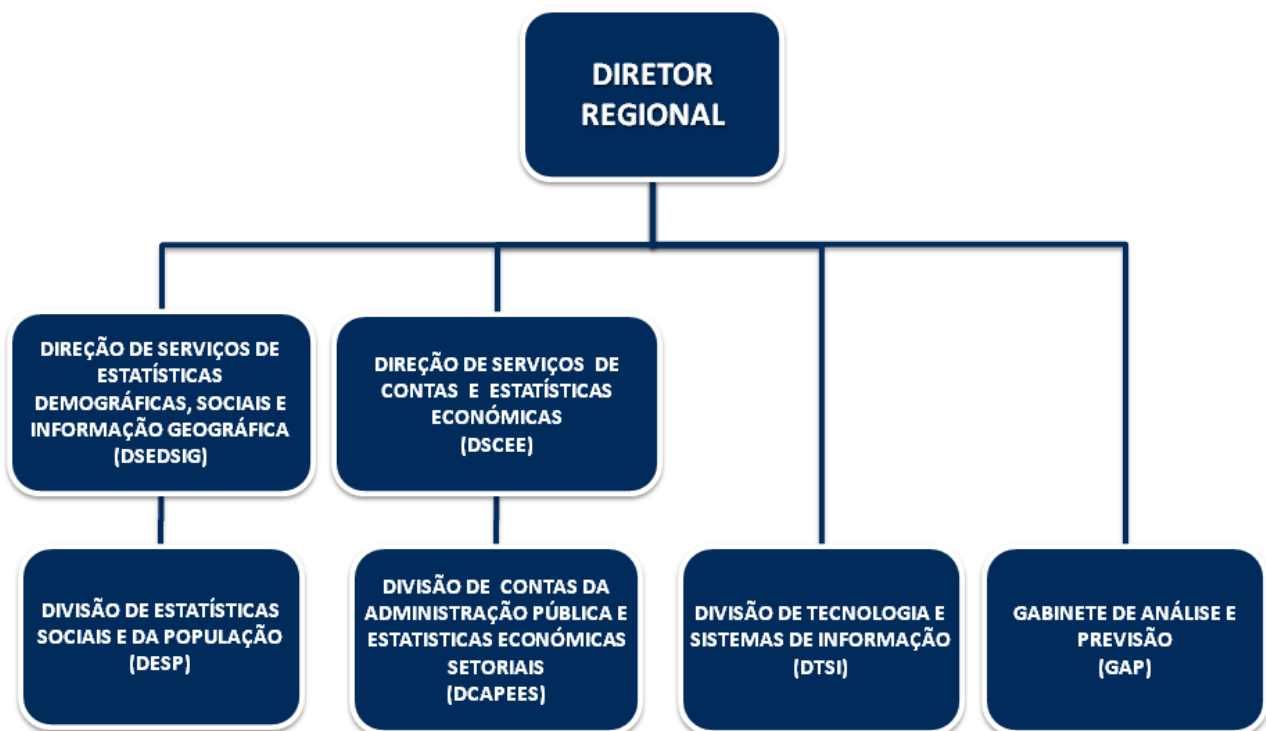 DIRETOR
REGIONAL
DIREÇÃO DE SERVIÇOS DE
ESTATÍSTICAS
DEMOGRÁFICAS, SOCIAIS E
INFORMAÇÃO GEOGRÁFICA
(DSEDSIG)
DIREÇÃO DE SERVIÇOS DE
CONTAS E ESTATÍSTICAS
ECONÓMICAS
(DSCEE)
DIVISÃO DE ESTATÍSTICAS
SOCIAIS E DA POPULAÇÃO
(DESP)
DIVISÃO DE CONTAS DA
ADMINISTRAÇÃO PÚBLICA E
ESTATISTICAS ECONÓMICAS
SETORIAIS
(DCAPEES)
DIVISÃO DE TECNOLOGIA E
SISTEMAS DE INFORMAÇÃO
(DTSI)
GABINETE DE ANÁLISE E
PREVISÃO
(GAP)